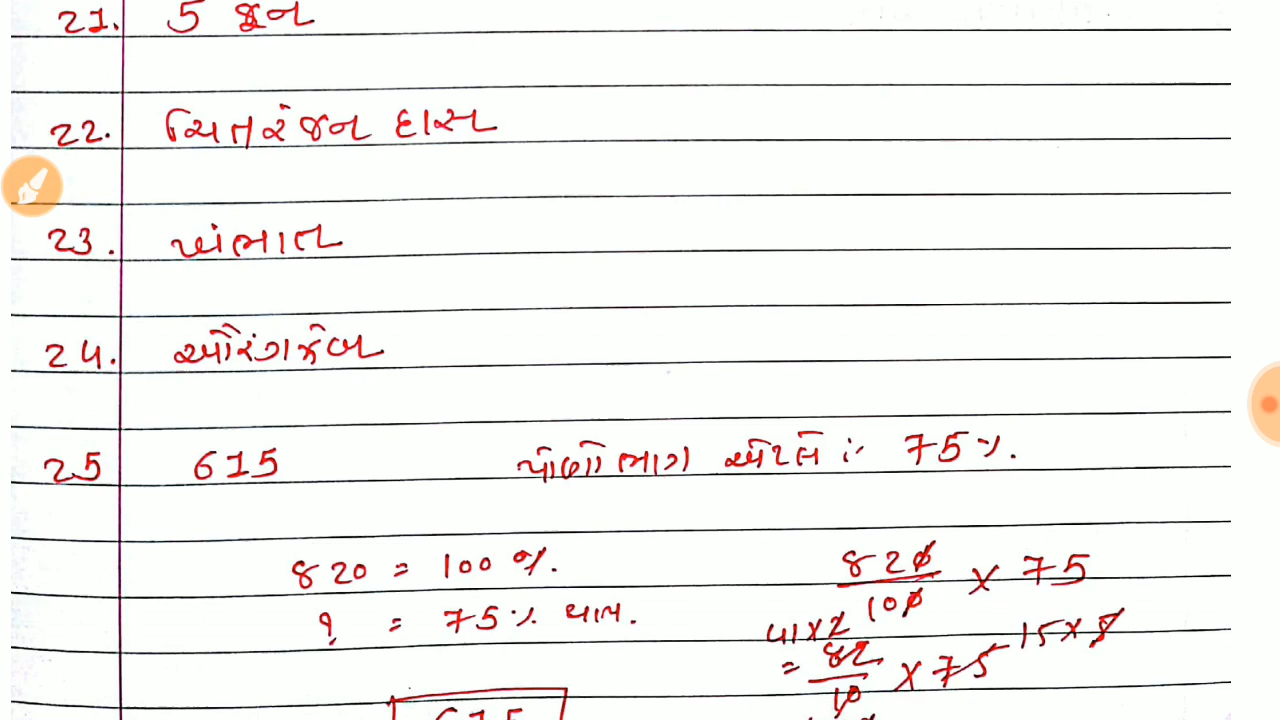 21. 5 જૂન
22. ચિતરંજન દાસ
23. ખંભાત
24. ઔરંગઝેબ
25 615 પોણો ભાગ એટલે ઃ 75%.
820 = 100 %.
? = 75% થાય.
820/100 × 75
41×2 15×5
= 82/10 × 75
615